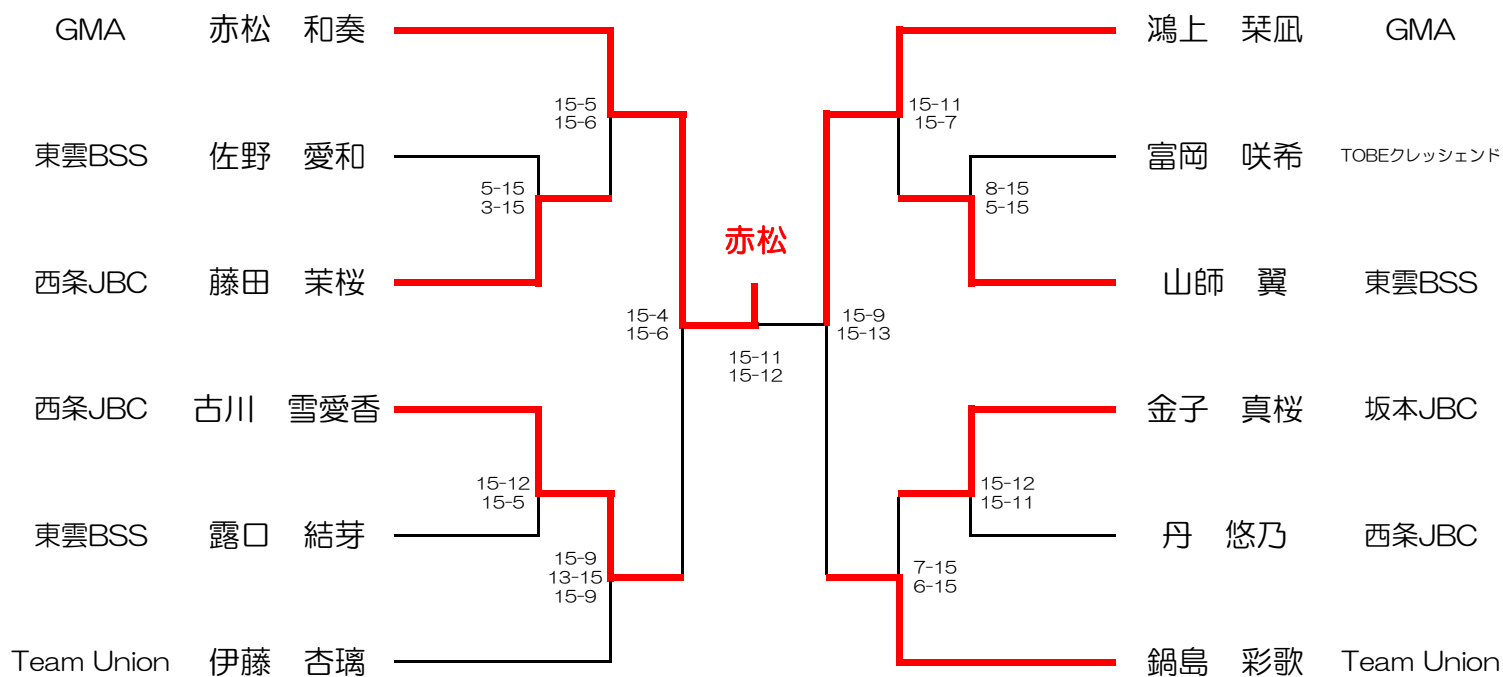 GMA 赤松 和奏
鴻上 栞凪 GMA
15-5
15-6
15-11
15-7
東雲BSS 佐野 愛和
富岡 咲希 TOBEクレッシェンド
5-15
3-15
8-15
5-15
赤松
西条JBC 藤田 茉桜
山師 翼 東雲BSS
15-4
15-6
15-9
15-13
15-11
15-12
西条JBC 古川 雪愛香
金子 真桜 坂本JBC
15-12
15-5
15-12
15-11
東雲BSS 露口 結芽
丹 悠乃 西条JBC
15-9
13-15
15-9
7-15
6-15
Team Union 伊藤 杏璃
鍋島 彩歌 Team Union